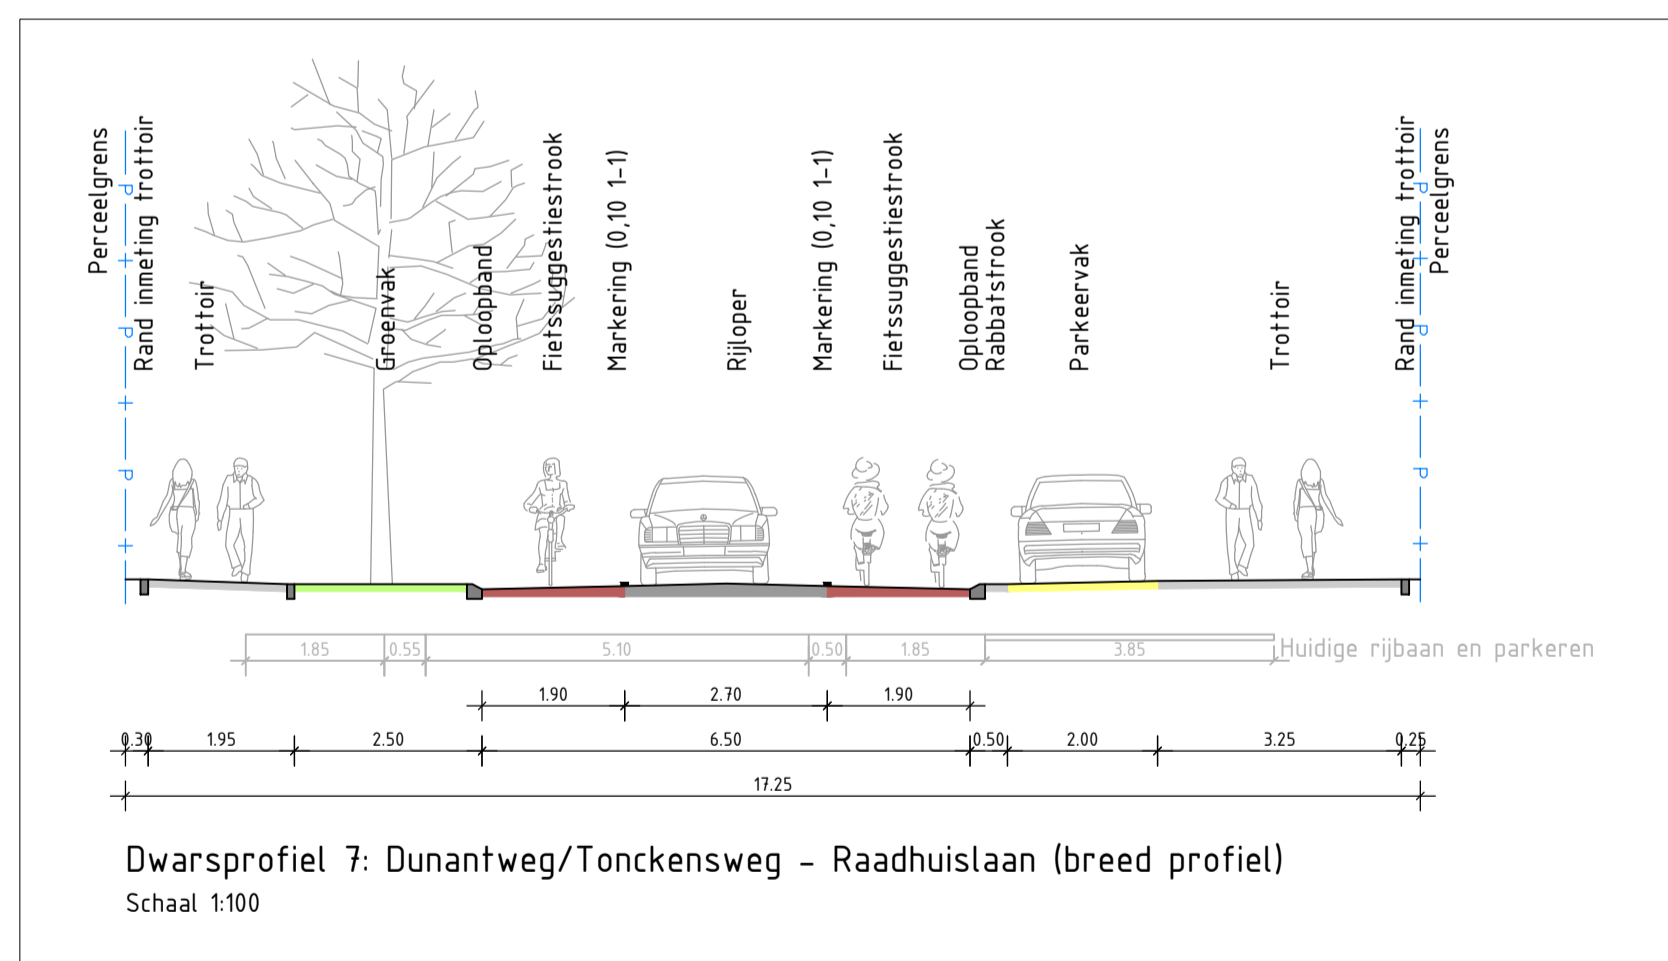 Perceelgrens
Rand inmeting trottoir
Trottoir
Groenvak
Oploopband
Fietssuggestiestrook
Markering (0,10 1-1)
Rijloper
Markering (0,10 1-1)
Fietssuggestiestrook
Oploopband
Rabbatstrook
Parkeervak
Trottoir
Rand inmeting trottoir
Perceelgrens
P
P
P
P
P
P
1.85 0.55 5.10 0.50 1.85 3.85 Huidige rijbaan en parkeren
1.90 2.70 1.90
0.30 1.95 2.50 6.50 0.50 2.00 3.25 0.25
17.25
Dwarsprofiel 7: Dunantweg/Tonckensweg - Raadhuislaan (breed profiel)
Schaal 1:100